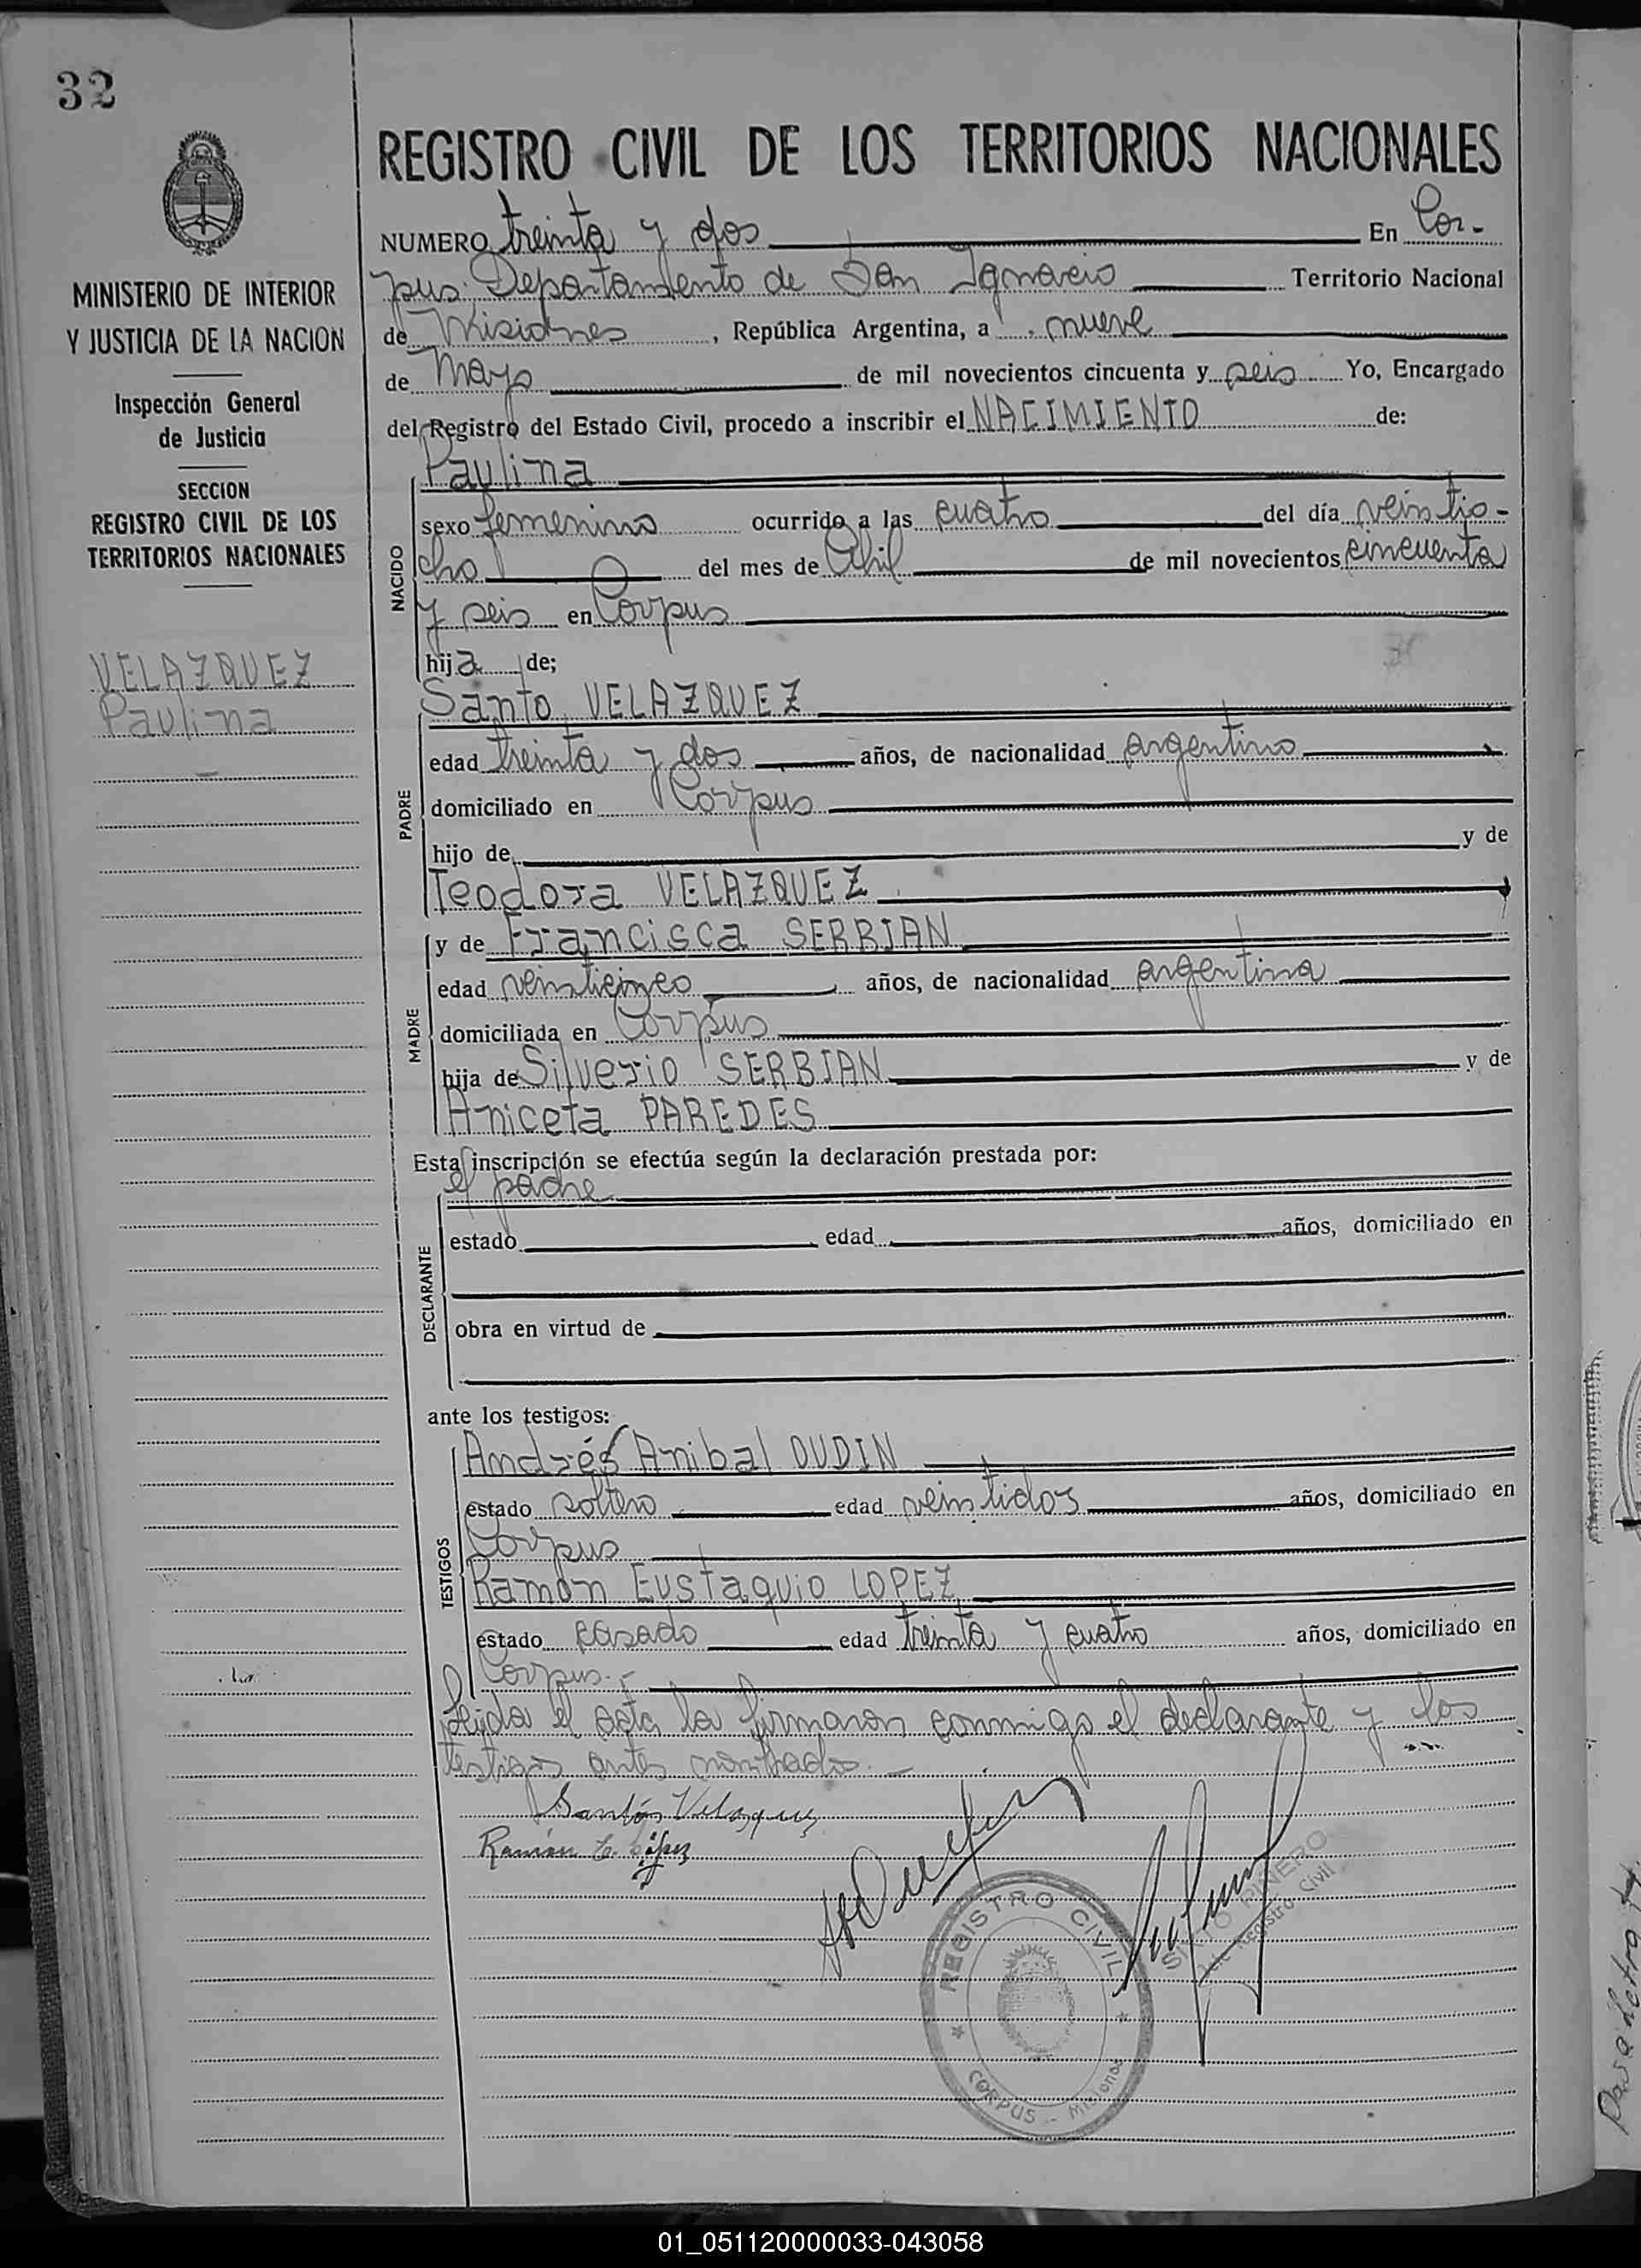 32
REGISTRO CIVIL DE LOS TERRITORIOS NACIONALES
MINISTERIO DE INTERIOR
Y JUSTICIA DE LA NACION
Inspección General
de Justicia
SECCION
REGISTRO CIVIL DE LOS
TERRITORIOS NACIONALES
VELAZQUEZ
Paulina
NUMERO treinta y dos En Cor-
pus Departamento de San Ignacio Territorio Nacional
de Misiones, República Argentina, a nueve
de Mayo de mil novecientos cincuenta y seis Yo, Encargado
del Registro del Estado Civil, procedo a inscribir el NACIMIENTO de:
NACIDO
Paulina
sexo femenino ocurrido a las cuatro del día veintio-
cho del mes de Abril de mil novecientos cincuenta
y seis en Corpus
hija de;
PADRE
Santo VELAZQUEZ
edad treinta y dos años, de nacionalidad argentino
domiciliado en Corpus
hijo de y de
Teodora VELAZQUEZ
MADRE
y de Francisca SERBIAN
edad veinticinco años, de nacionalidad argentina
domiciliada en Corpus
hija de Silverio SERBIAN y de
Aniceta PAREDES
Esta inscripción se efectúa según la declaración prestada por:
DECLARANTE
el padre
estado edad años, domiciliado en
obra en virtud de
ante los testigos:
TESTIGOS
Andrés Anibal OUDIN
estado soltero edad veintidos años, domiciliado en
Corpus
Ramón Eustaquio LOPEZ
estado casado edad treinta y cuatro años, domiciliado en
Corpus.-
Leida el acta la firmaron conmigo el declarante y los
testigos antes nombrados.-
Santos Velazquez
Ramón E. López
REGISTRO CIVIL
CORPUS - Misiones
SIXTO PIÑERO
Registro Civil
01_051120000033-043058